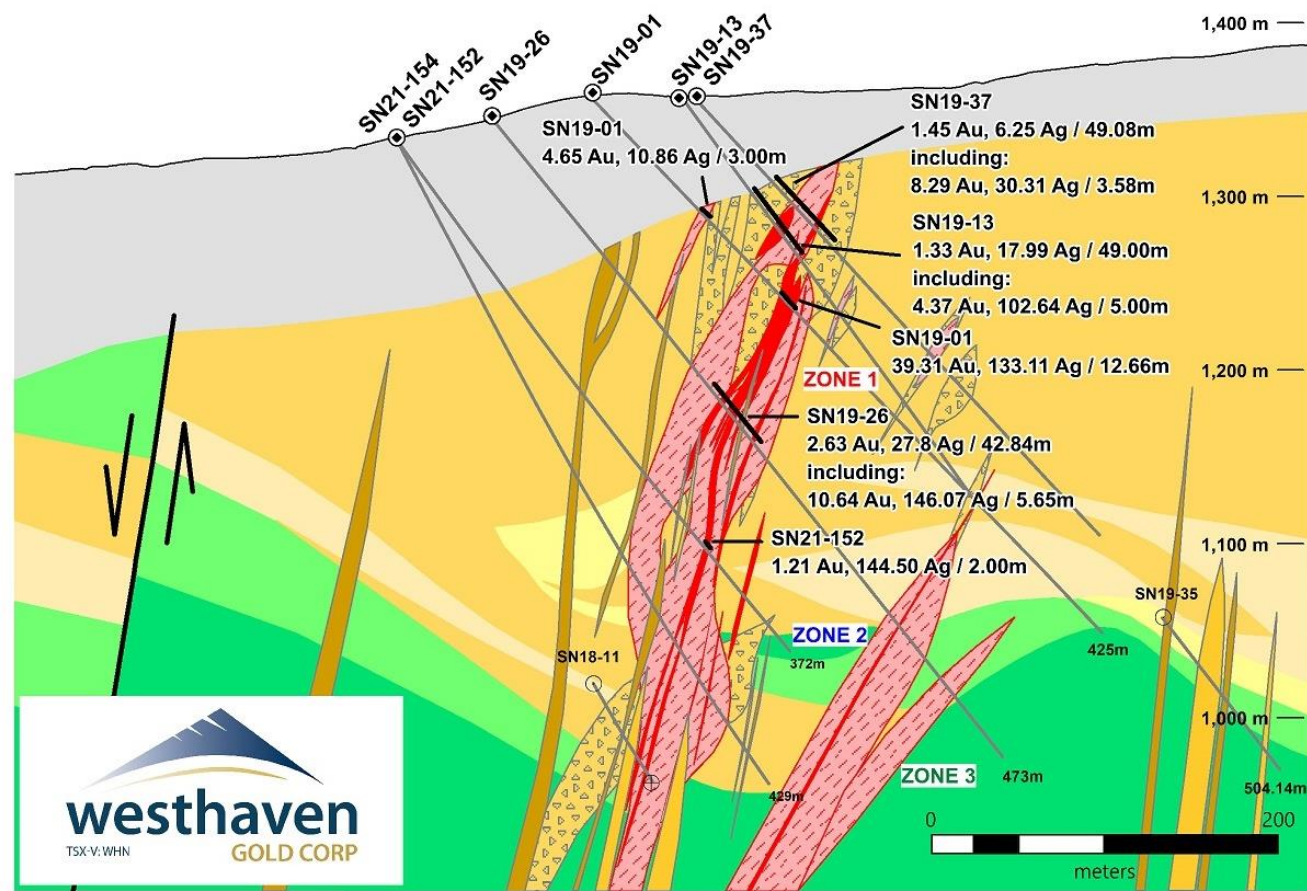 1,400 m
SN21-154
SN21-152
SN19-26
SN19-01
SN19-13
SN19-37
SN19-01
4.65 Au, 10.86 Ag / 3.00m
SN19-37
1.45 Au, 6.25 Ag / 49.08m
including:
8.29 Au, 30.31 Ag / 3.58m
1,300 m
SN19-13
1.33 Au, 17.99 Ag / 49.00m
including:
4.37 Au, 102.64 Ag / 5.00m
SN19-01
39.31 Au, 133.11 Ag / 12.66m
1,200 m
ZONE 1
SN19-26
2.63 Au, 27.8 Ag / 42.84m
including:
10.64 Au, 146.07 Ag / 5.65m
SN21-152
1.21 Au, 144.50 Ag / 2.00m
1,100 m
SN19-35
ZONE 2
SN18-11
372m
425m
1,000 m
ZONE 3
473m
429m
504.14m
0 200
meters
westhaven
TSX-V: WHN
GOLD CORP